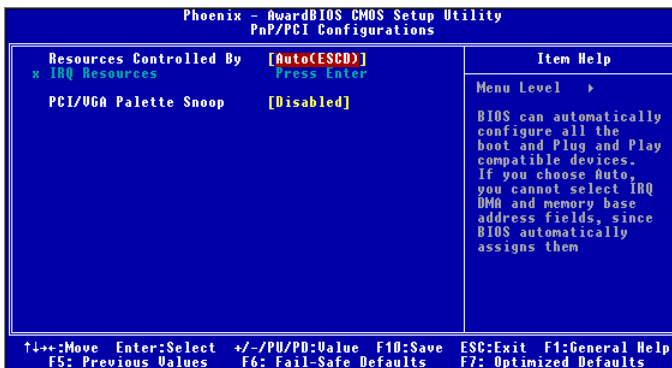 Phoenix - AwardBIOS CMOS Setup Utility
PnP/PCI Configurations
Resources Controlled By [Auto(ESCD)]
x IRQ Resources Press Enter
PCI/VGA Palette Snoop [Disabled]
Item Help
Menu Level ▸
BIOS can automatically
configure all the
boot and Plug and Play
compatible devices.
If you choose Auto,
you cannot select IRQ
DMA and memory base
address fields, since
BIOS automatically
assigns them
↑↓→←:Move Enter:Select +/-/PU/PD:Value F10:Save ESC:Exit F1:General Help
F5: Previous Values F6: Fail-Safe Defaults F7: Optimized Defaults